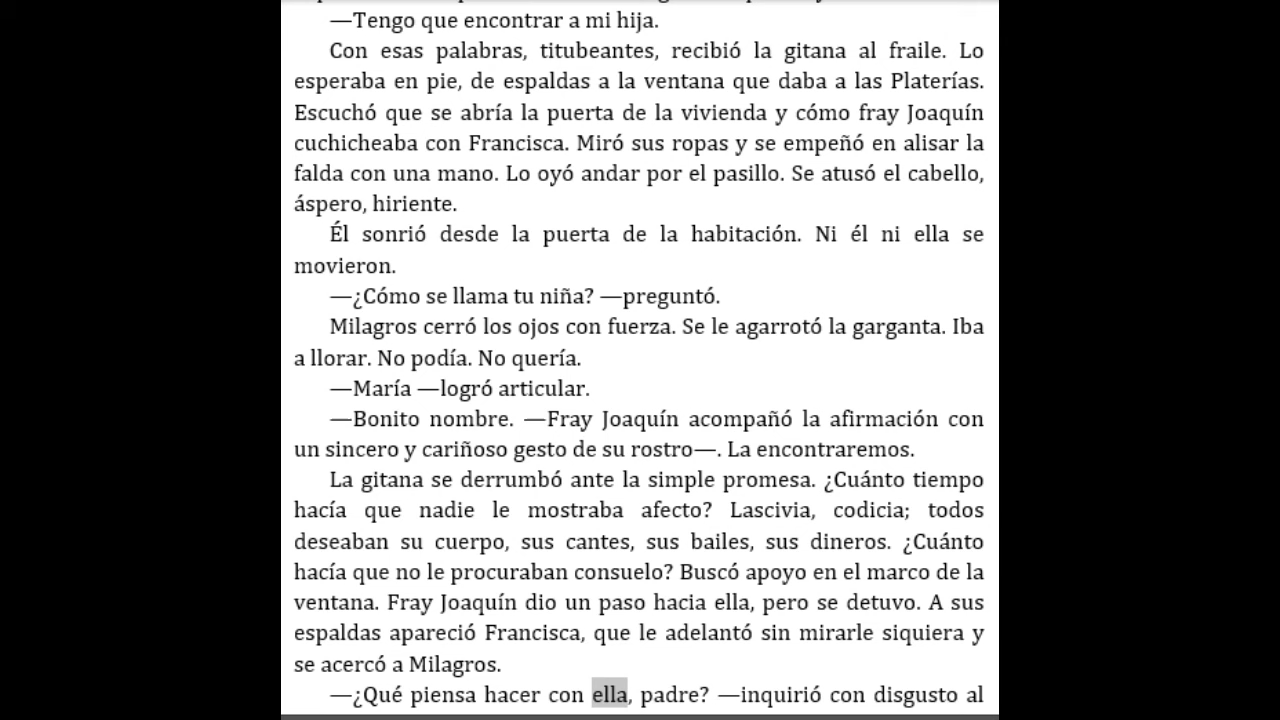 —Tengo que encontrar a mi hija.
Con esas palabras, titubeantes, recibió la gitana al fraile. Lo
esperaba en pie, de espaldas a la ventana que daba a las Platerías.
Escuchó que se abría la puerta de la vivienda y cómo fray Joaquín
cuchicheaba con Francisca. Miró sus ropas y se empeñó en alisar la
falda con una mano. Lo oyó andar por el pasillo. Se atusó el cabello,
áspero, hiriente.
Él sonrió desde la puerta de la habitación. Ni él ni ella se
movieron.
—¿Cómo se llama tu niña? —preguntó.
Milagros cerró los ojos con fuerza. Se le agarrotó la garganta. Iba
a llorar. No podía. No quería.
—María —logró articular.
—Bonito nombre. —Fray Joaquín acompañó la afirmación con
un sincero y cariñoso gesto de su rostro—. La encontraremos.
La gitana se derrumbó ante la simple promesa. ¿Cuánto tiempo
hacía que nadie le mostraba afecto? Lascivia, codicia; todos
deseaban su cuerpo, sus cantes, sus bailes, sus dineros. ¿Cuánto
hacía que no le procuraban consuelo? Buscó apoyo en el marco de la
ventana. Fray Joaquín dio un paso hacia ella, pero se detuvo. A sus
espaldas apareció Francisca, que le adelantó sin mirarle siquiera y
se acercó a Milagros.
—¿Qué piensa hacer con ella, padre? —inquirió con disgusto al